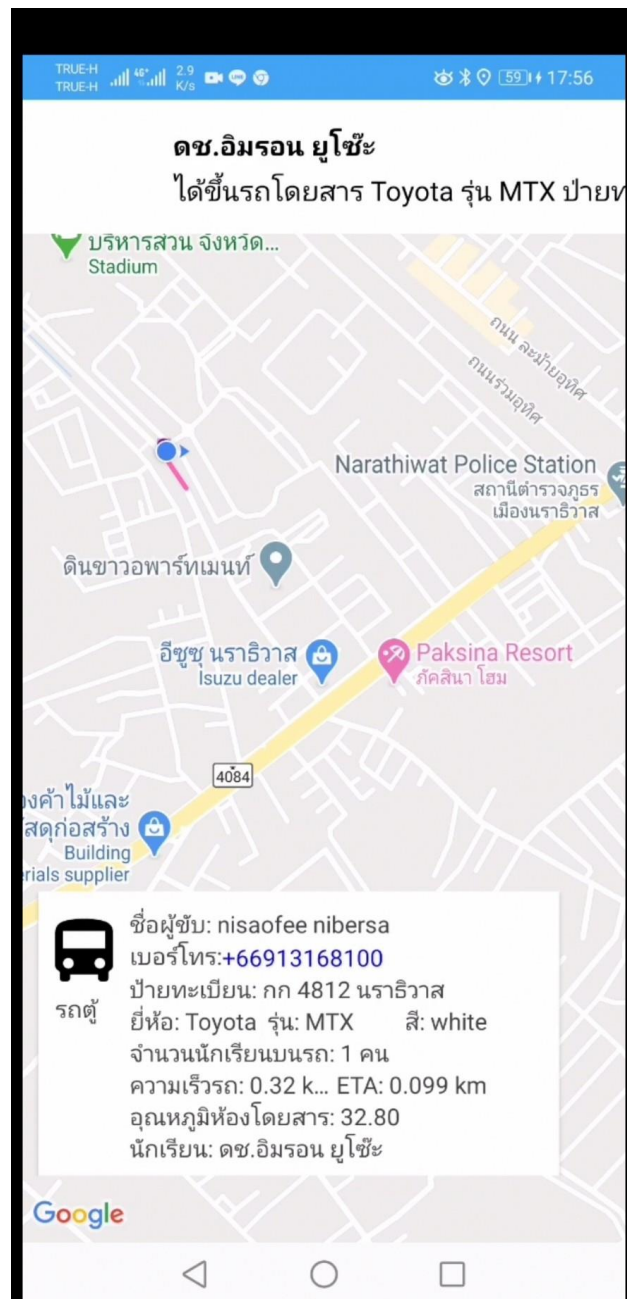 TRUE-H
TRUE-H
4G+
2.9
K/s
59
17:56
ดช.อิมรอน ยูโซ๊ะ
ได้ขึ้นรถโดยสาร Toyota รุ่น MTX ป้ายท
บริหารส่วน จังหวัด...
Stadium
ถนน ละม้ายอุทิศ
ถนนร่วมอุทิศ
Narathiwat Police Station
สถานีตำรวจภูธร
เมืองนราธิวาส
ดินขาวอพาร์ทเมนท์
อีซูซุ นราธิวาส
Isuzu dealer
Paksina Resort
ภัคสินา โฮม
4084
งค้าไม้และ
สดุก่อสร้าง
Building
erials supplier
ชื่อผู้ขับ: nisaofee nibersa
เบอร์โทร:+66913168100
ป้ายทะเบียน: กก 4812 นราธิวาส
รถตู้
ยี่ห้อ: Toyota รุ่น: MTX สี: white
จำนวนนักเรียนบนรถ: 1 คน
ความเร็วรถ: 0.32 k... ETA: 0.099 km
อุณหภูมิห้องโดยสาร: 32.80
นักเรียน: ดช.อิมรอน ยูโซ๊ะ
Google